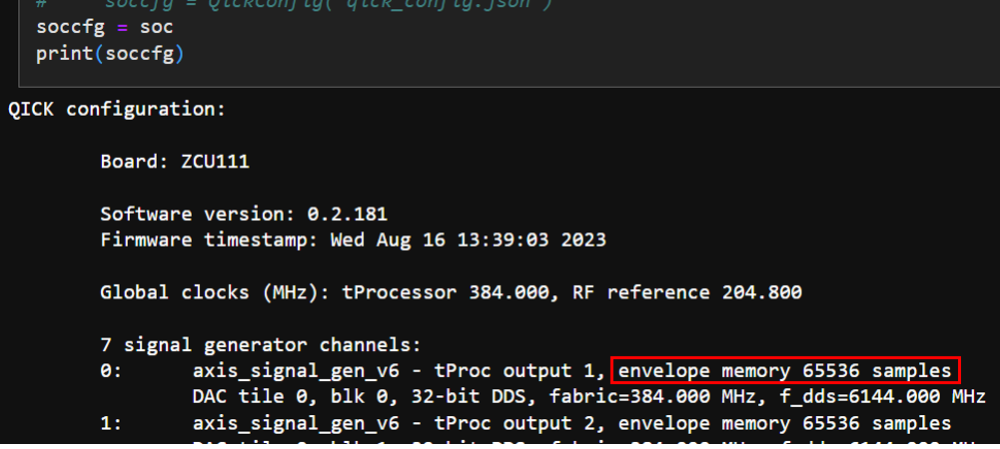 #     soccfg = QickConfig("qick_config.json")
soccfg = soc
print(soccfg)
QICK configuration:
Board: ZCU111
Software version: 0.2.181
Firmware timestamp: Wed Aug 16 13:39:03 2023
Global clocks (MHz): tProcessor 384.000, RF reference 204.800
7 signal generator channels:
0: axis_signal_gen_v6 - tProc output 1, envelope memory 65536 samples
DAC tile 0, blk 0, 32-bit DDS, fabric=384.000 MHz, f_dds=6144.000 MHz
1: axis_signal_gen_v6 - tProc output 2, envelope memory 65536 samples